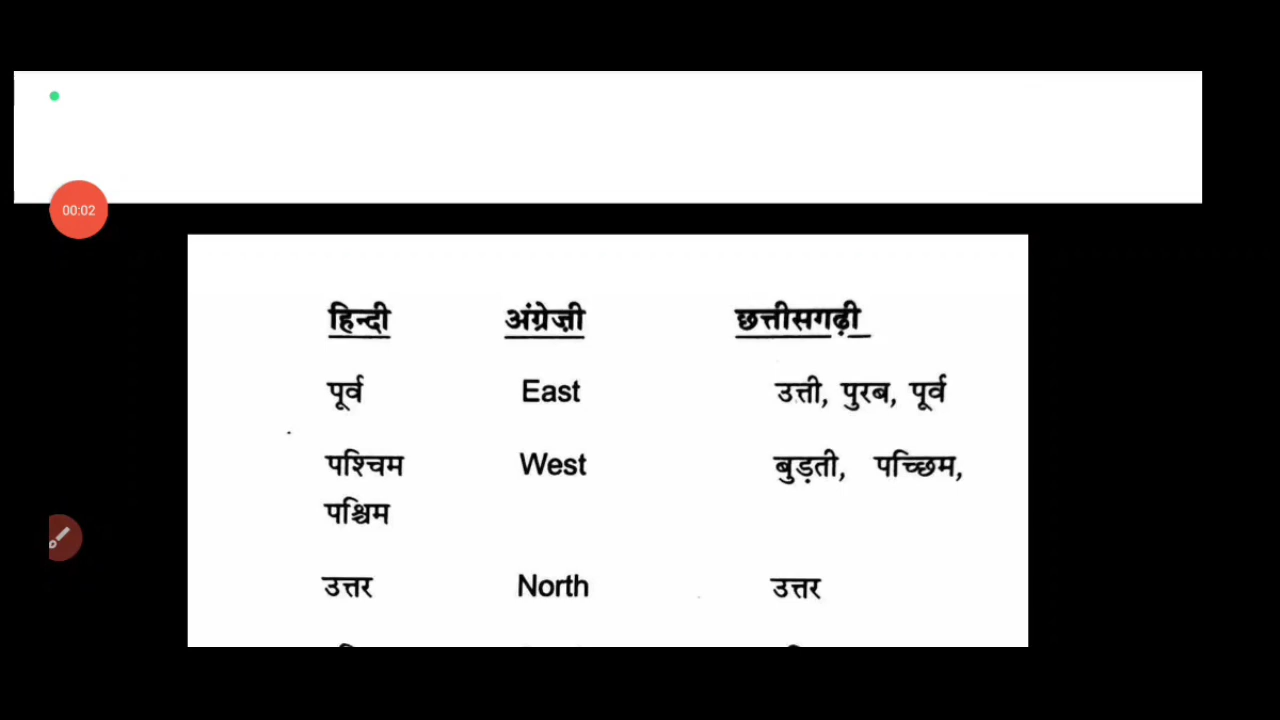 00:02
हिन्दी अंग्रेज़ी छत्तीसगढ़ी
पूर्व East उत्ती, पुरब, पूर्व
पश्चिम West बुड़ती, पच्छिम,
पश्चिम
उत्तर North उत्तर